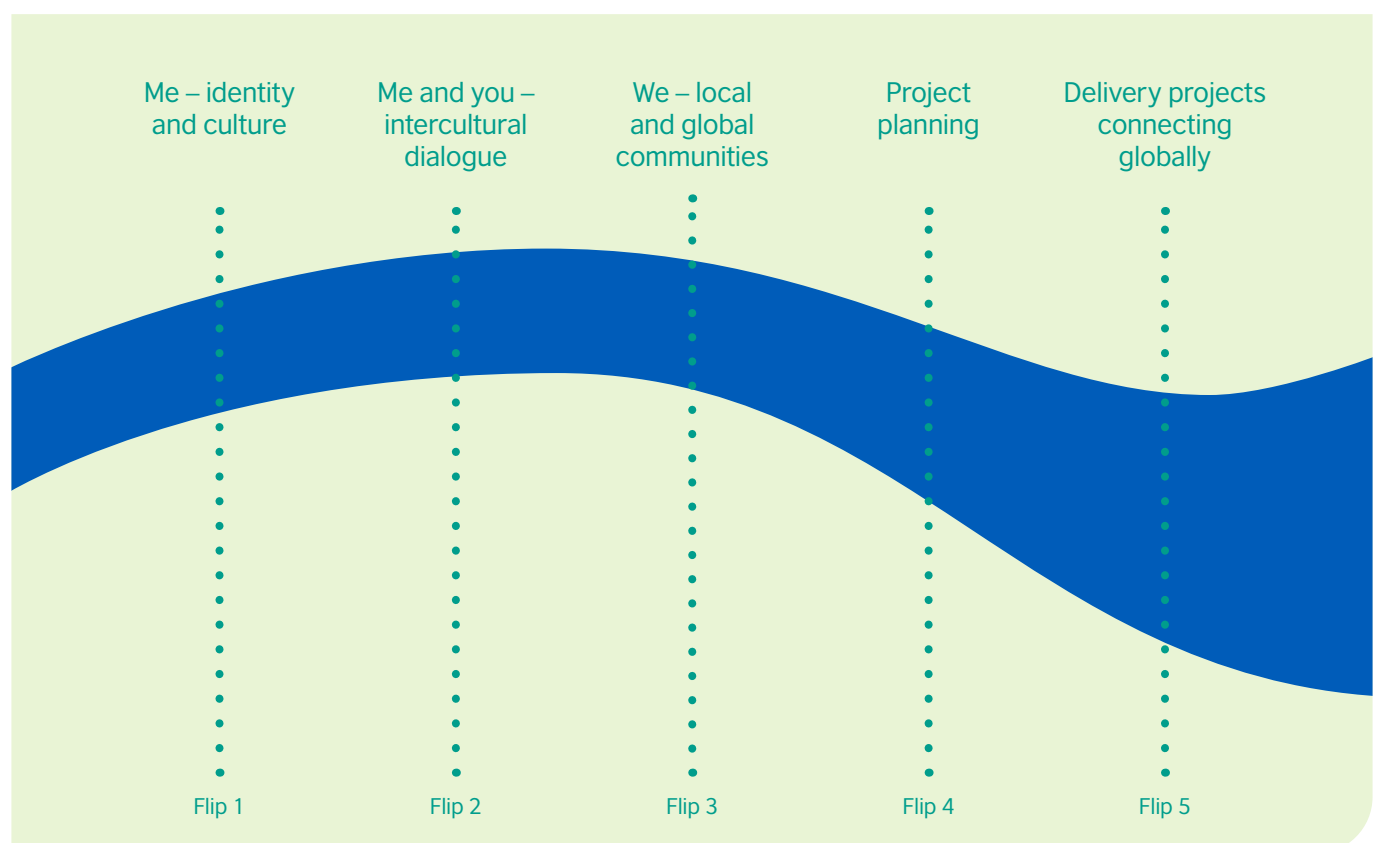 Me – identity
and culture
Me and you –
intercultural
dialogue
We – local
and global
communities
Project
planning
Delivery projects
connecting
globally
Flip 1
Flip 2
Flip 3
Flip 4
Flip 5